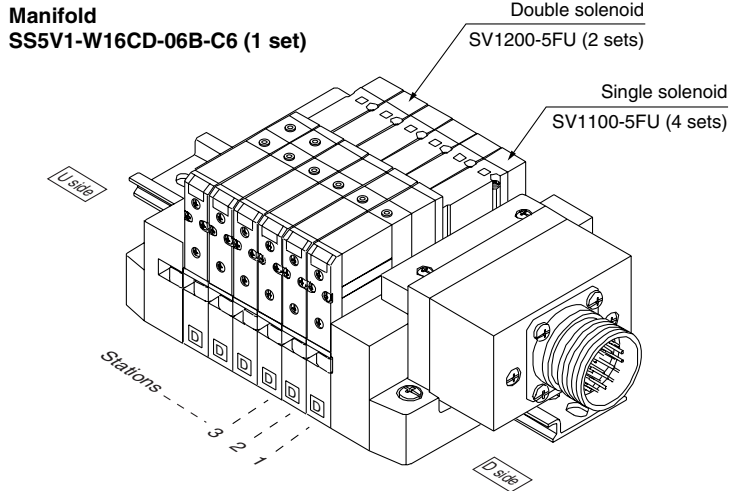 Manifold
SS5V1-W16CD-06B-C6 (1 set)
Double solenoid
SV1200-5FU (2 sets)
Single solenoid
SV1100-5FU (4 sets)
U side
D D D D D D
Stations
3
2
1
D side